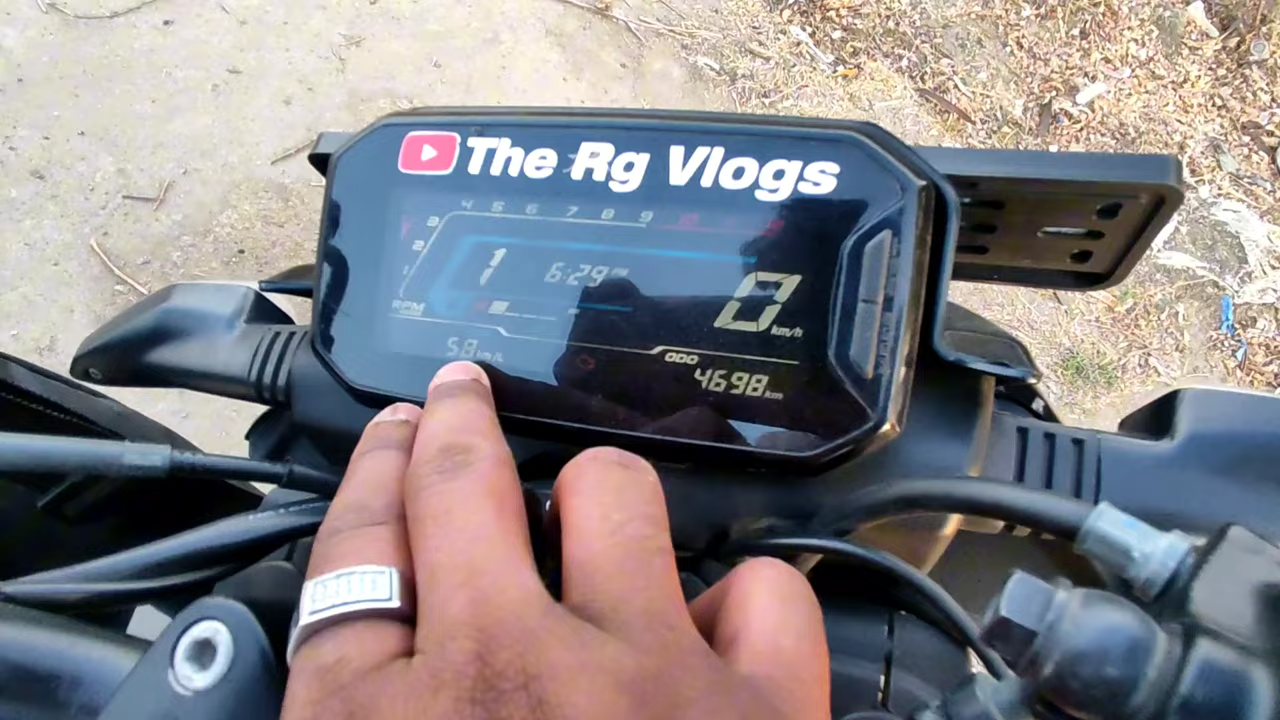 The Rg Vlogs
4 5 6 7 8 9
3
2
1
1 6:29
0 km/h
RPM
58 km/L
ODO
4698 km